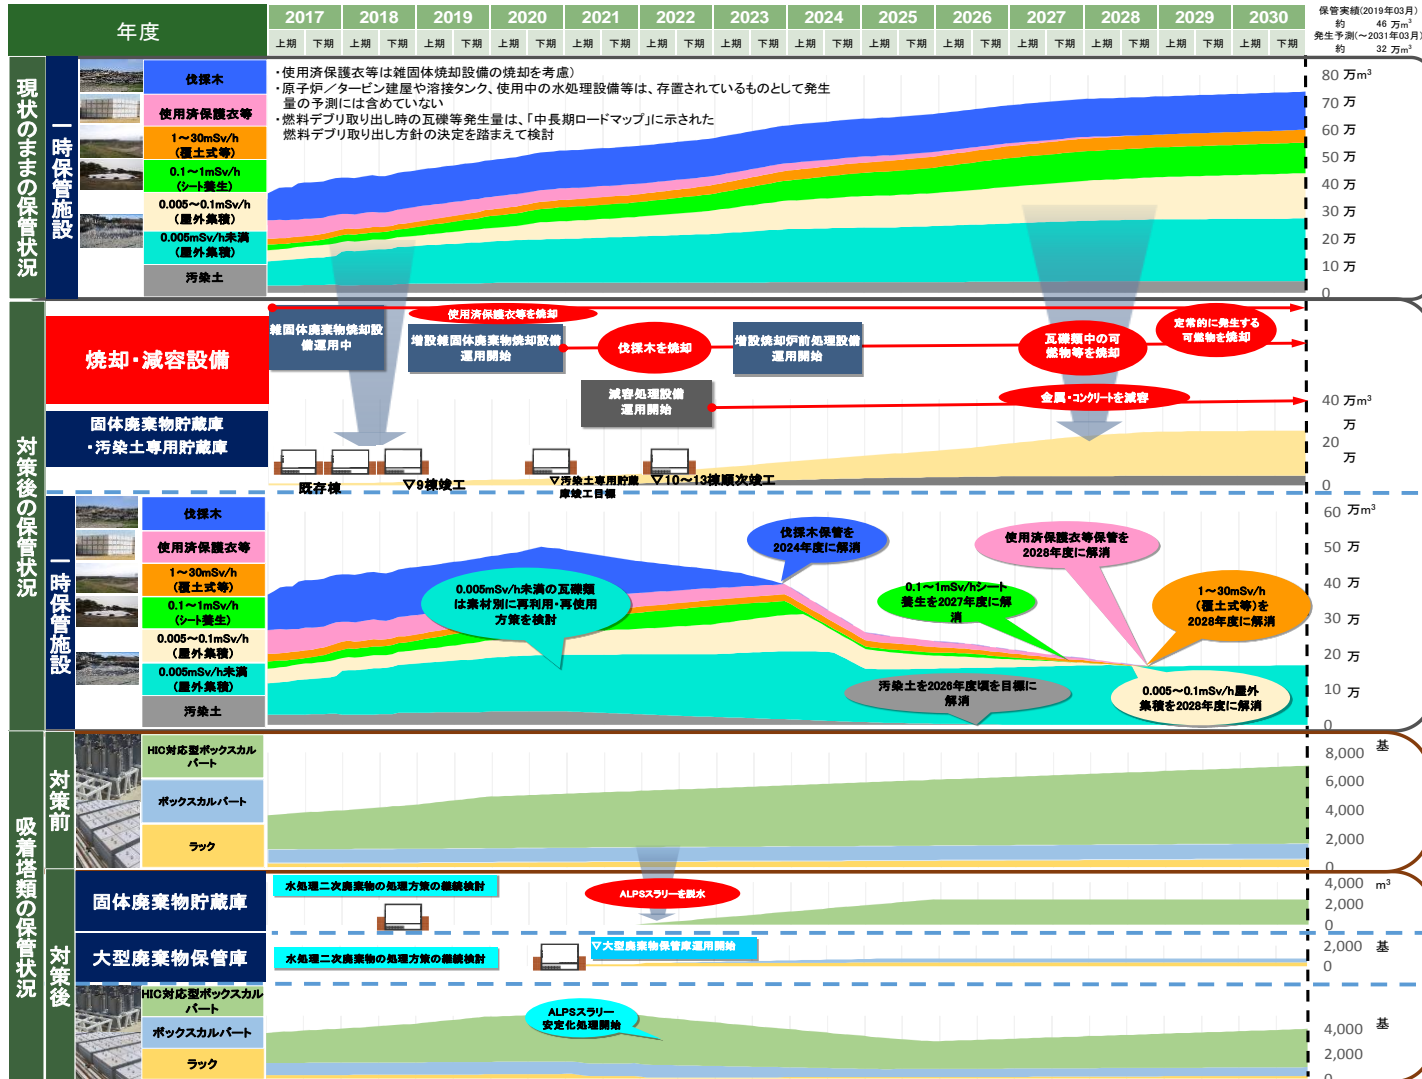 年度
2017
2018
2019
2020
2021
2022
2023
2024
2025
2026
2027
2028
2029
2030
上期 下期 上期 下期 上期 下期 上期 下期 上期 下期 上期 下期 上期 下期 上期 下期 上期 下期 上期 下期 上期 下期 上期 下期 上期 下期 上期 下期
保管実績(2019年03月)
約 46 万m³
発生予測(～2031年03月)
約 32 万m³
現状のままの保管状況
一時保管施設
伐採木
使用済保護衣等
1～30mSv/h
(覆土式等)
0.1～1mSv/h
(シート養生)
0.005～0.1mSv/h
(屋外集積)
0.005mSv/h未満
(屋外集積)
汚染土
・使用済保護衣等は雑固体焼却設備の焼却を考慮)
・原子炉／タービン建屋や溶接タンク、使用中の水処理設備等は、存置されているものとして発生
量の予測には含めていない
・燃料デブリ取り出し時の瓦礫等発生量は、「中長期ロードマップ」に示された
燃料デブリ取り出し方針の決定を踏まえて検討
80 万m³
70 万
60 万
50 万
40 万
30 万
20 万
10 万
0
対策後の保管状況
焼却・減容設備
使用済保護衣等を焼却
雑固体廃棄物焼却設
備運用中
増設雑固体廃棄物焼却設備
運用開始
伐採木を焼却
増設焼却炉前処理設備
運用開始
瓦礫類中の可
燃物等を焼却
定常的に発生する
可燃物を焼却
減容処理設備
運用開始
金属・コンクリートを減容
固体廃棄物貯蔵庫
・汚染土専用貯蔵庫
既存棟
▽9棟竣工
▽汚染土専用貯蔵
庫竣工目標
▽10～13棟順次竣工
40 万m³
万
20
万
0
一時保管施設
伐採木
使用済保護衣等
1～30mSv/h
(覆土式等)
0.1～1mSv/h
(シート養生)
0.005～0.1mSv/h
(屋外集積)
0.005mSv/h未満
(屋外集積)
汚染土
0.005mSv/h未満の瓦礫類
は素材別に再利用・再使用
方策を検討
伐採木保管を
2024年度に解消
0.1～1mSv/hシート
養生を2027年度に解
消
使用済保護衣等保管を
2028年度に解消
1～30mSv/h
(覆土式等)を
2028年度に解消
汚染土を2026年度頃を目標に
解消
0.005～0.1mSv/h屋外
集積を2028年度に解消
60 万m³
50 万
40 万
30 万
20 万
10 万
0
吸着塔類の保管状況
対策前
HIC対応型ボックスカル
バート
ボックスカルバート
ラック
8,000 基
6,000
4,000
2,000
0
対策後
固体廃棄物貯蔵庫
水処理二次廃棄物の処理方策の継続検討
ALPSスラリーを脱水
4,000 m³
2,000
0
大型廃棄物保管庫
水処理二次廃棄物の処理方策の継続検討
▽大型廃棄物保管庫運用開始
2,000 基
0
HIC対応型ボックスカル
バート
ボックスカルバート
ラック
ALPSスラリー
安定化処理開始
4,000 基
2,000
0